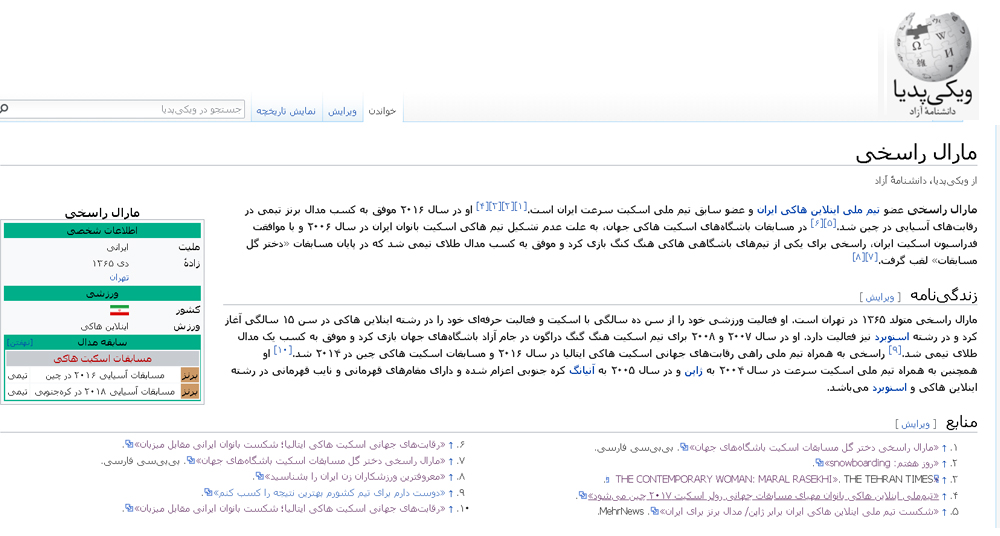 ویکی‌پدیا
دانشنامهٔ آزاد
خواندن ویرایش نمایش تاریخچه جستجو در ویکی‌پدیا
مارال راسخی
از ویکی‌پدیا، دانشنامهٔ آزاد
مارال راسخی عضو تیم ملی اینلاین هاکی ایران و عضو سابق تیم ملی اسکیت سرعت ایران است.[۱][۲][۳][۴] او در سال ۲۰۱۶ موفق به کسب مدال برنز تیمی در
رقابت‌های آسیایی در چین شد.[۵][۶] در مسابقات باشگاه‌های اسکیت هاکی جهان، به علت عدم تشکیل تیم هاکی اسکیت بانوان ایران در سال ۲۰۰۶ و با موافقت
فدراسیون اسکیت ایران، راسخی برای یکی از تیم‌های باشگاهی هاکی هنگ کنگ بازی کرد و موفق به کسب مدال طلای تیمی شد که در پایان مسابقات «دختر گل
مسابقات» لقب گرفت.[۷][۸]
مارال راسخی
اطلاعات شخصی
ملیت ایرانی
زادهٔ دی ۱۳۶۵
تهران
ورزشی
کشور
ورزش اینلاین هاکی
سابقه مدال [نهفتن]
مسابقات اسکیت هاکی
برنز مسابقات آسیایی ۲۰۱۶ در چین تیمی
برنز مسابقات آسیایی ۲۰۱۸ در کره‌جنوبی تیمی
زندگی‌نامه [ ویرایش ]
مارال راسخی متولد ۱۳۶۵ در تهران است. او فعالیت ورزشی خود را از سن ده سالگی با اسکیت و فعالیت حرفه‌ای خود را در رشته اینلاین هاکی در سن ۱۵ سالگی آغاز
کرد و در رشته اسنوبرد نیز فعالیت دارد. او در سال ۲۰۰۷ و ۲۰۰۸ برای تیم اسکیت هنگ گنگ دراگون در جام آزاد باشگاه‌های جهان بازی کرد و موفق به کسب یک مدال
طلای تیمی شد.[۹] راسخی به همراه تیم ملی راهی رقابت‌های جهانی اسکیت هاکی ایتالیا در سال ۲۰۱۶ و مسابقات اسکیت هاکی چین در ۲۰۱۴ شد.[۱۰] او
همچنین به همراه تیم ملی اسکیت سرعت در سال ۲۰۰۴ به ژاپن و در سال ۲۰۰۵ به آنیانگ کره جنوبی اعزام شده و دارای مقام‌های قهرمانی و نایب قهرمانی در رشته
اینلاین هاکی و اسنوبرد می‌باشد.
منابع [ ویرایش ]
۱. ↑ «مارال راسخی دختر گل مسابقات اسکیت باشگاه‌های جهان». بی‌بی‌سی فارسی.
۲. ↑ «روز هفتم: snowboarding».
۳. ↑ THE CONTEMPORARY WOMAN: MARAL RASEKHI». THE TEHRAN TIMES
۴. ↑ «تیم‌ملی اینلاین هاکی بانوان مهیای مسابقات جهانی رولر اسکیت ۲۰۱۷ چین می‌شود»
۵. ↑ «شکست تیم ملی اینلاین هاکی ایران برابر ژاپن/ مدال برنز برای ایران». MehrNews.
۶. ↑ «رقابت‌های جهانی اسکیت هاکی ایتالیا؛ شکست بانوان ایرانی مقابل میزبان».
۷. ↑ «مارال راسخی دختر گل مسابقات اسکیت باشگاه‌های جهان». بی‌بی‌سی فارسی.
۸. ↑ «معروفترین ورزشکاران زن ایران را بشناسید».
۹. ↑ «دوست دارم برای تیم کشورم بهترین نتیجه را کسب کنم».
۱۰. ↑ «رقابت‌های جهانی اسکیت هاکی ایتالیا؛ شکست بانوان ایرانی مقابل میزبان».